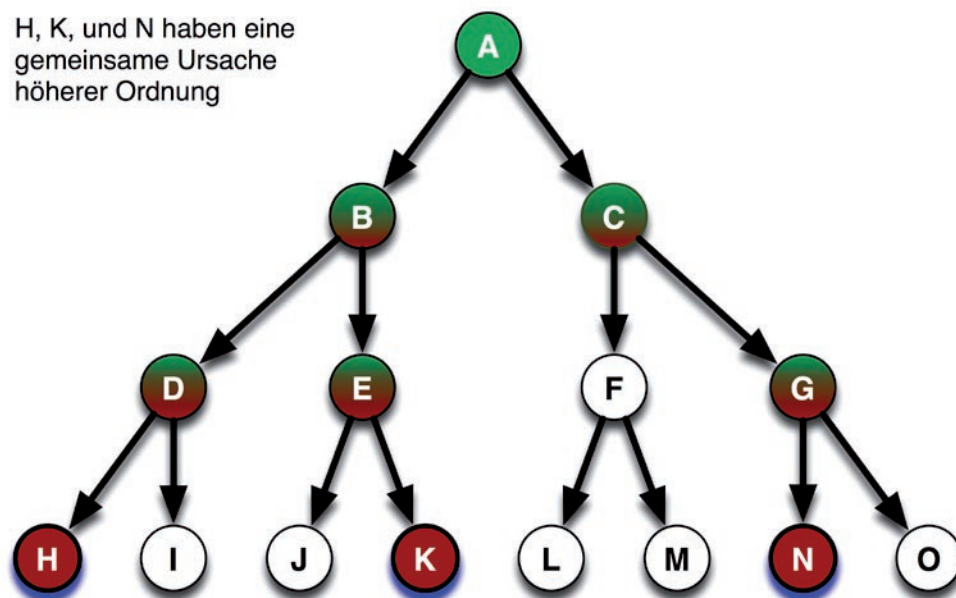 H, K, und N haben eine
gemeinsame Ursache
höherer Ordnung
A
B
C
D
E
F
G
H
I
J
K
L
M
N
O